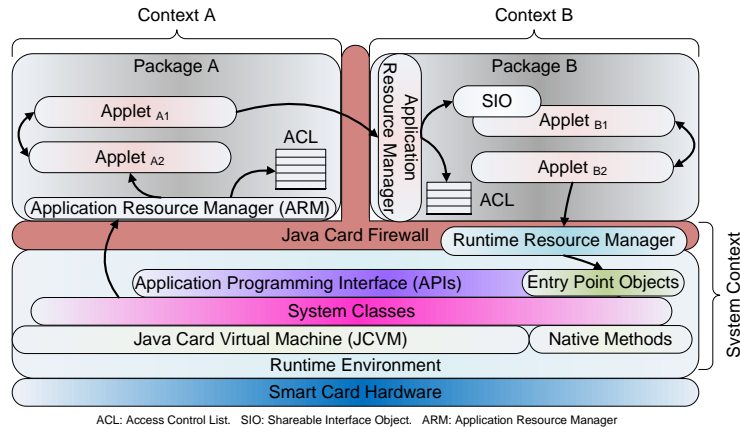 Context A
Context B
Package A
Package B
Applet A1
Applet A2
ACL
Application Resource Manager (ARM)
Application
Resource Manager
SIO
Applet B1
Applet B2
ACL
Java Card Firewall
Runtime Resource Manager
Application Programming Interface (APIs)
Entry Point Objects
System Classes
Java Card Virtual Machine (JCVM)
Native Methods
Runtime Environment
Smart Card Hardware
System Context
ACL: Access Control List. SIO: Shareable Interface Object. ARM: Application Resource Manager